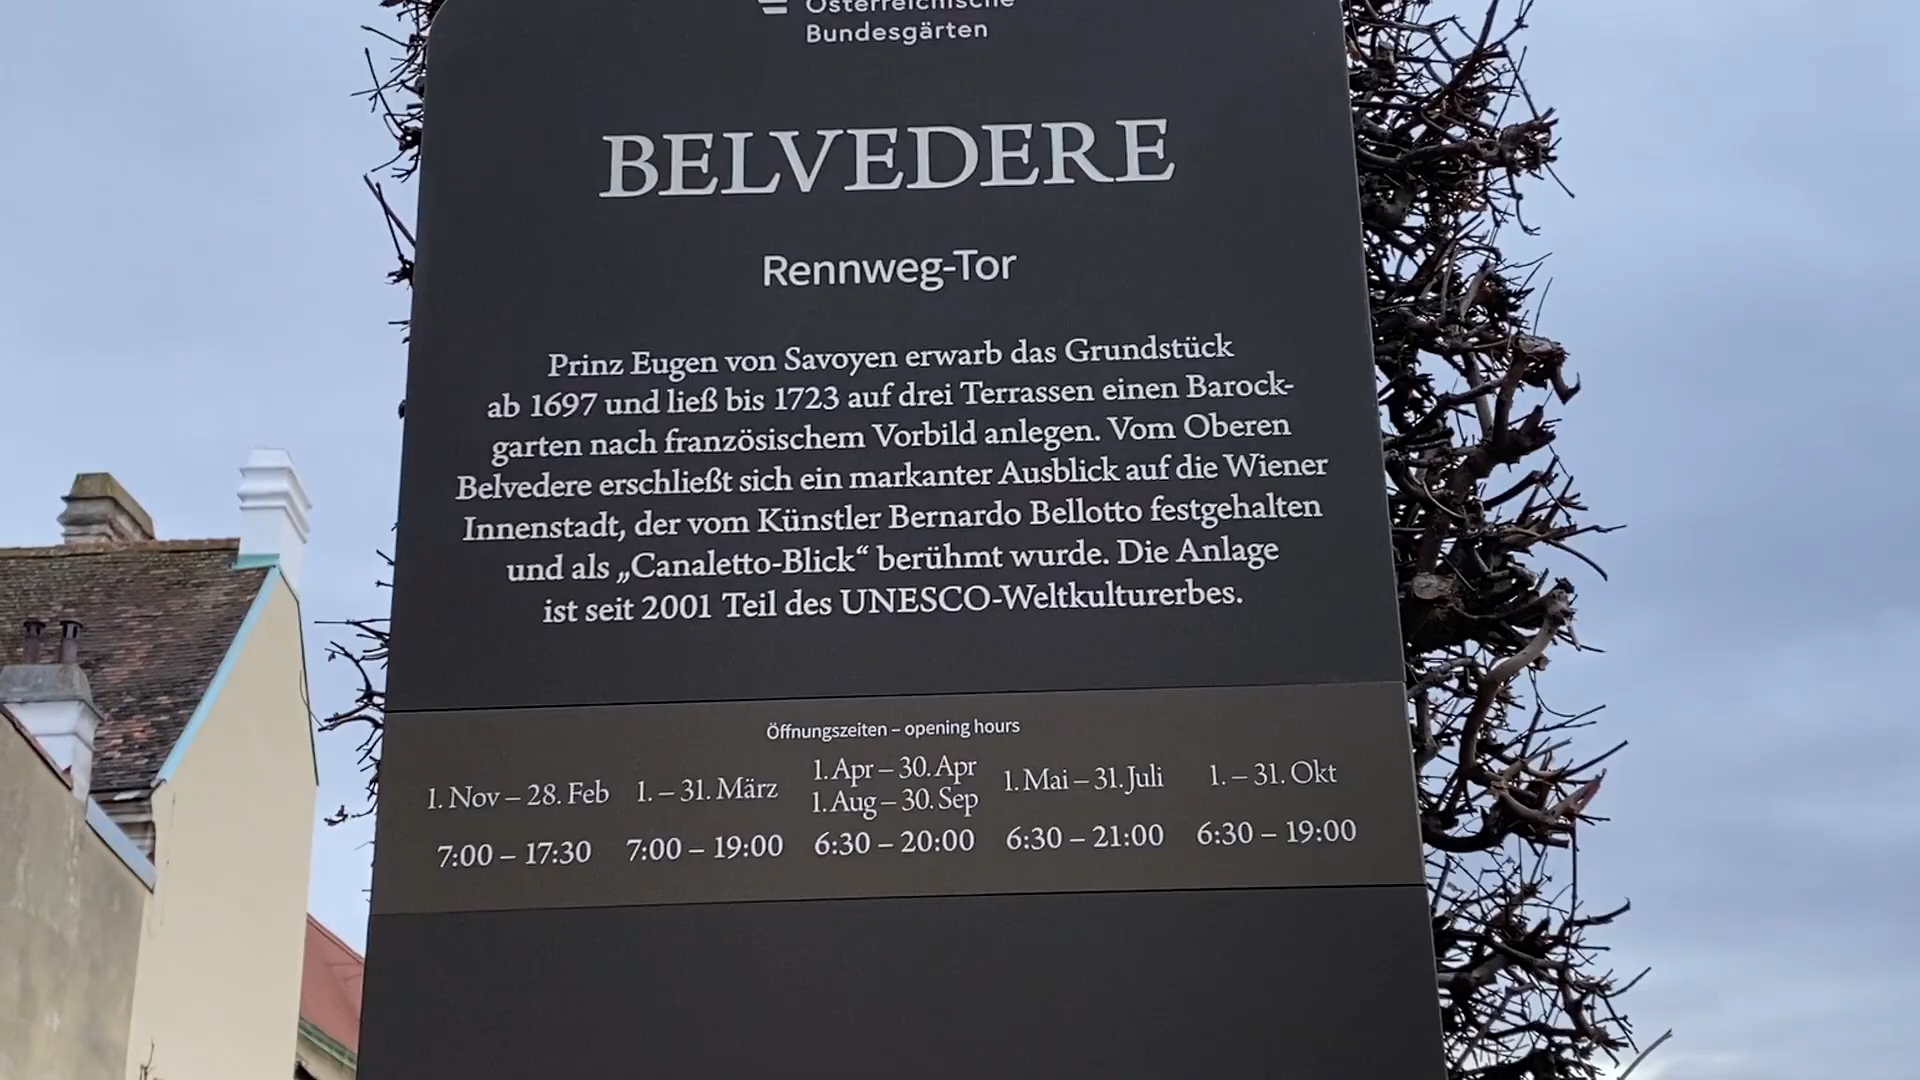 Österreichische
Bundesgärten
BELVEDERE
Rennweg-Tor
Prinz Eugen von Savoyen erwarb das Grundstück
ab 1697 und ließ bis 1723 auf drei Terrassen einen Barock-
garten nach französischem Vorbild anlegen. Vom Oberen
Belvedere erschließt sich ein markanter Ausblick auf die Wiener
Innenstadt, der vom Künstler Bernardo Bellotto festgehalten
und als „Canaletto-Blick“ berühmt wurde. Die Anlage
ist seit 2001 Teil des UNESCO-Weltkulturerbes.
Öffnungszeiten – opening hours
1. Nov – 28. Feb
7:00 – 17:30
1. – 31. März
7:00 – 19:00
1. Apr – 30. Apr
1. Aug – 30. Sep
6:30 – 20:00
1. Mai – 31. Juli
6:30 – 21:00
1. – 31. Okt
6:30 – 19:00